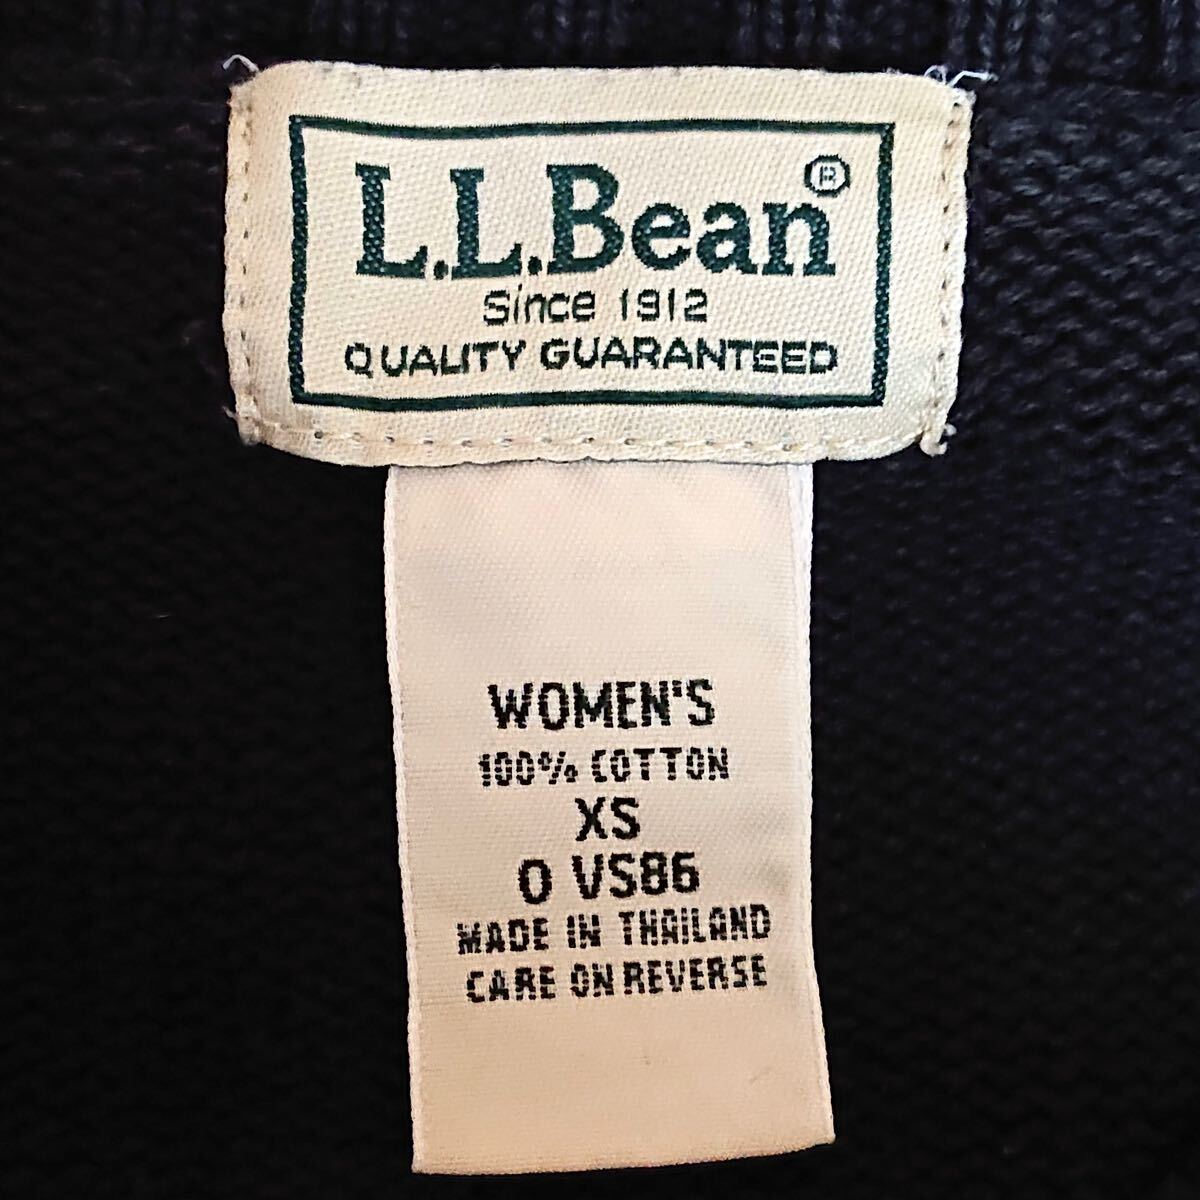 L.L.Bean®
Since 1912
QUALITY GUARANTEED
WOMEN'S
100% COTTON
XS
0 VS86
MADE IN THAILAND
CARE ON REVERSE